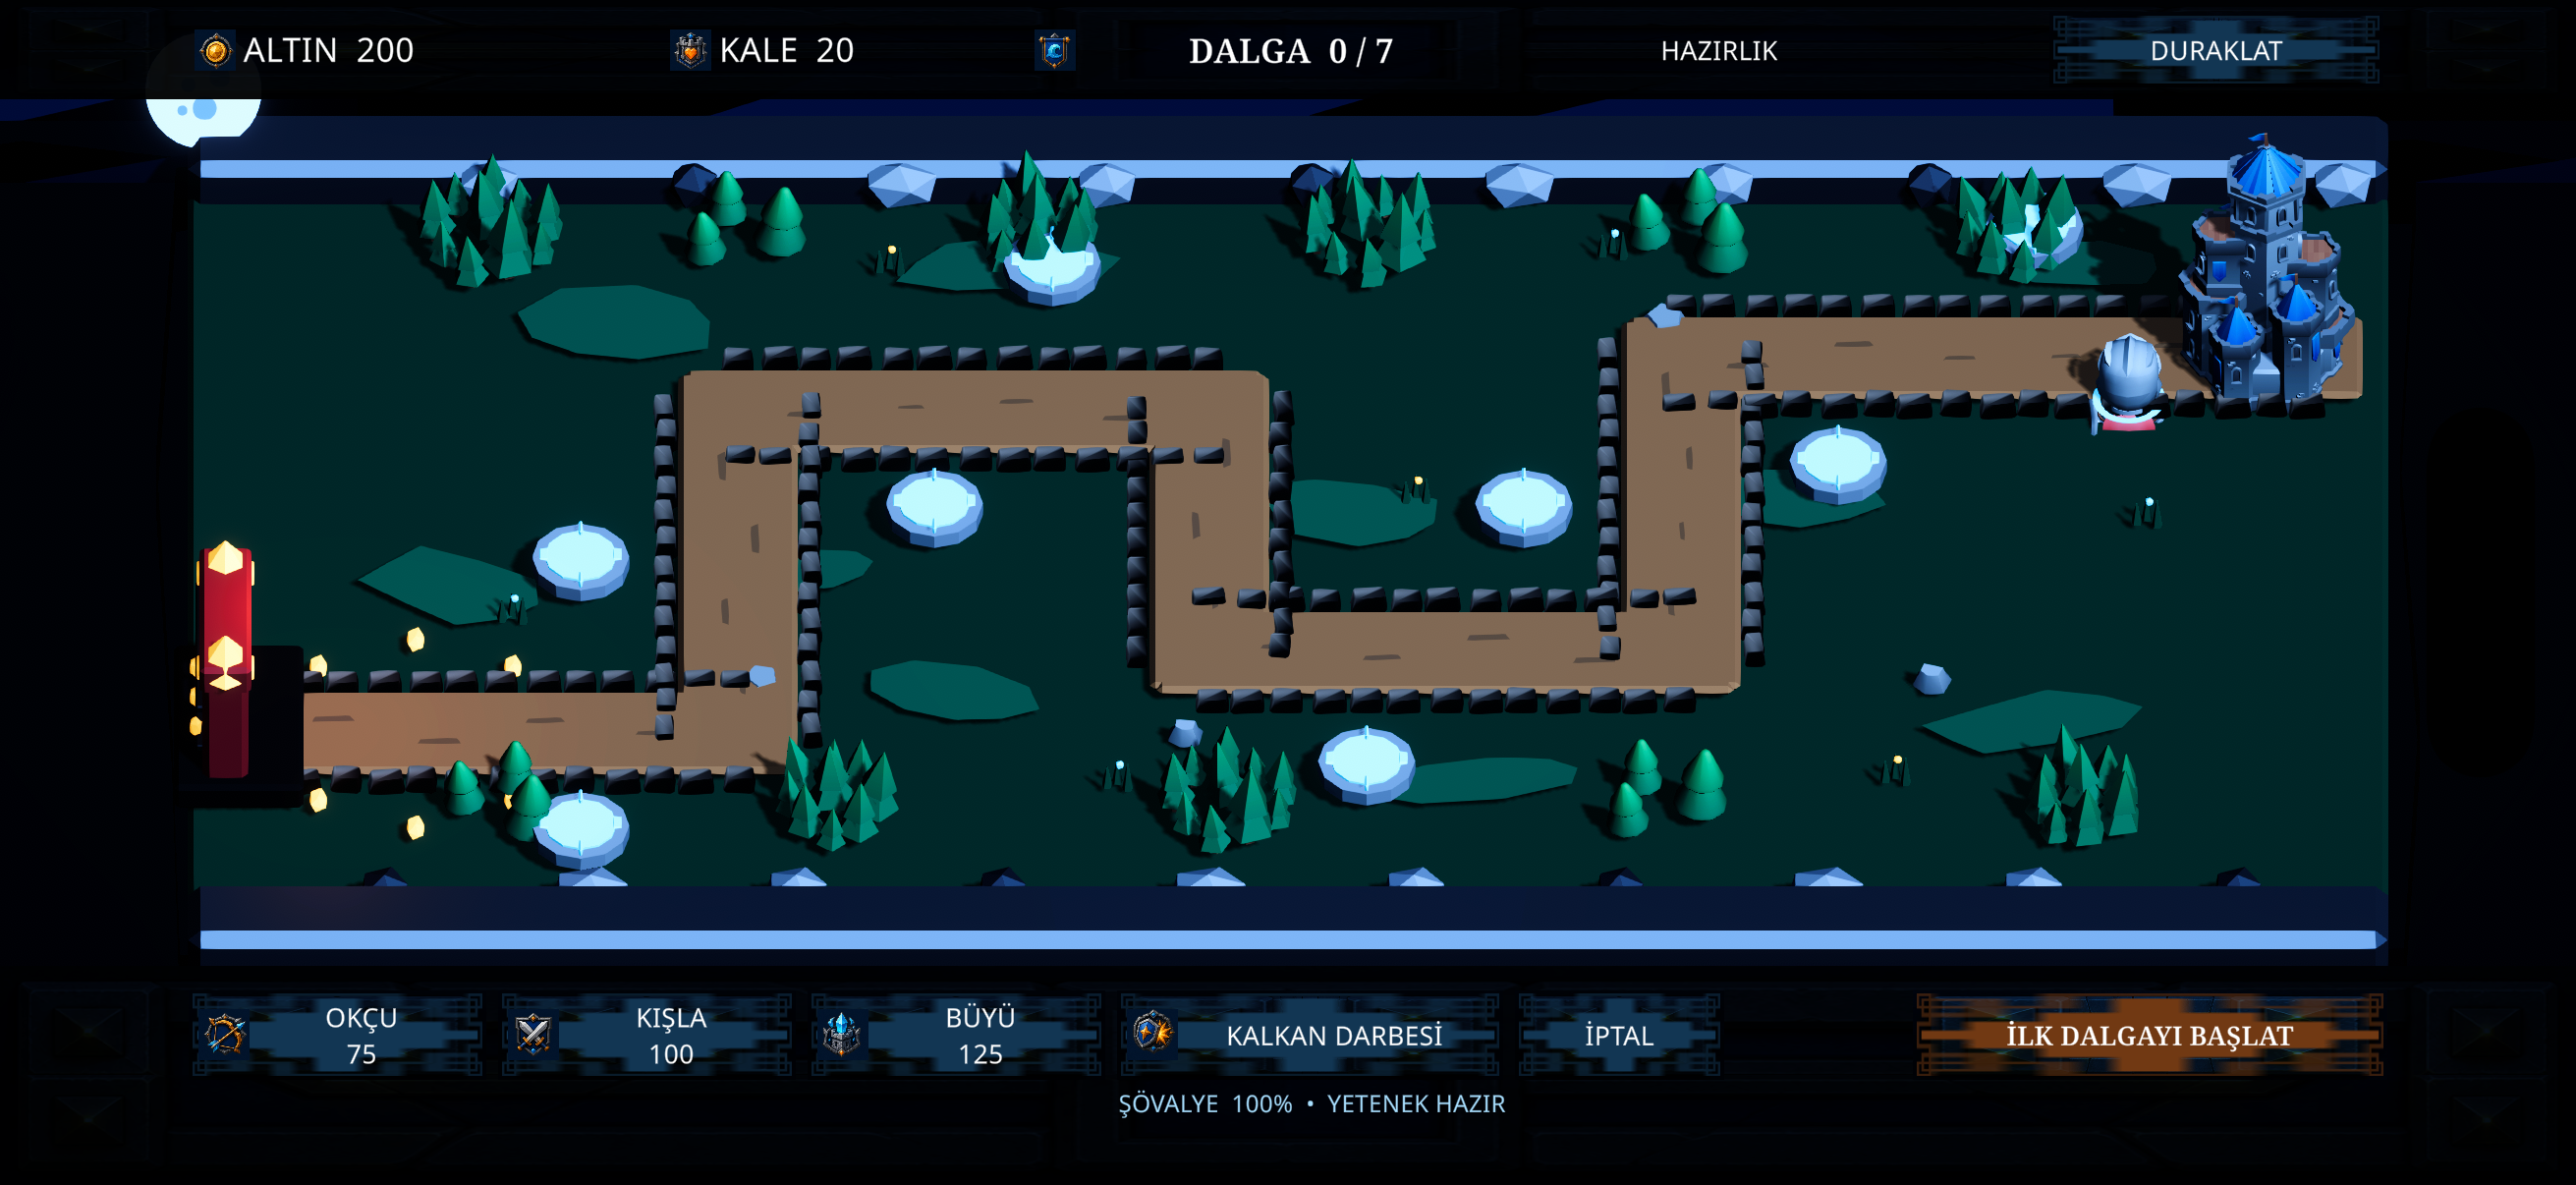 ALTIN 200
KALE 20
DALGA 0 / 7
HAZIRLIK
DURAKLAT
OKÇU
75
KIŞLA
100
BÜYÜ
125
KALKAN DARBESİ
İPTAL
İLK DALGAYI BAŞLAT
ŞÖVALYE 100% • YETENEK HAZIR